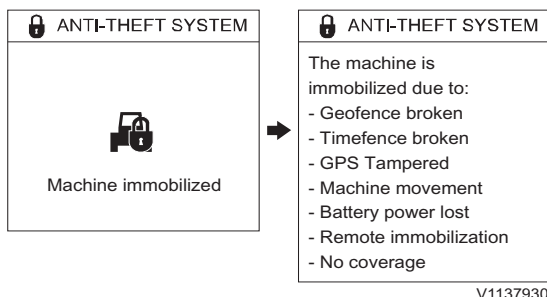 ANTI-THEFT SYSTEM
Machine immobilized
ANTI-THEFT SYSTEM
The machine is
immobilized due to:
- Geofence broken
- Timefence broken
- GPS Tampered
- Machine movement
- Battery power lost
- Remote immobilization
- No coverage
V1137930